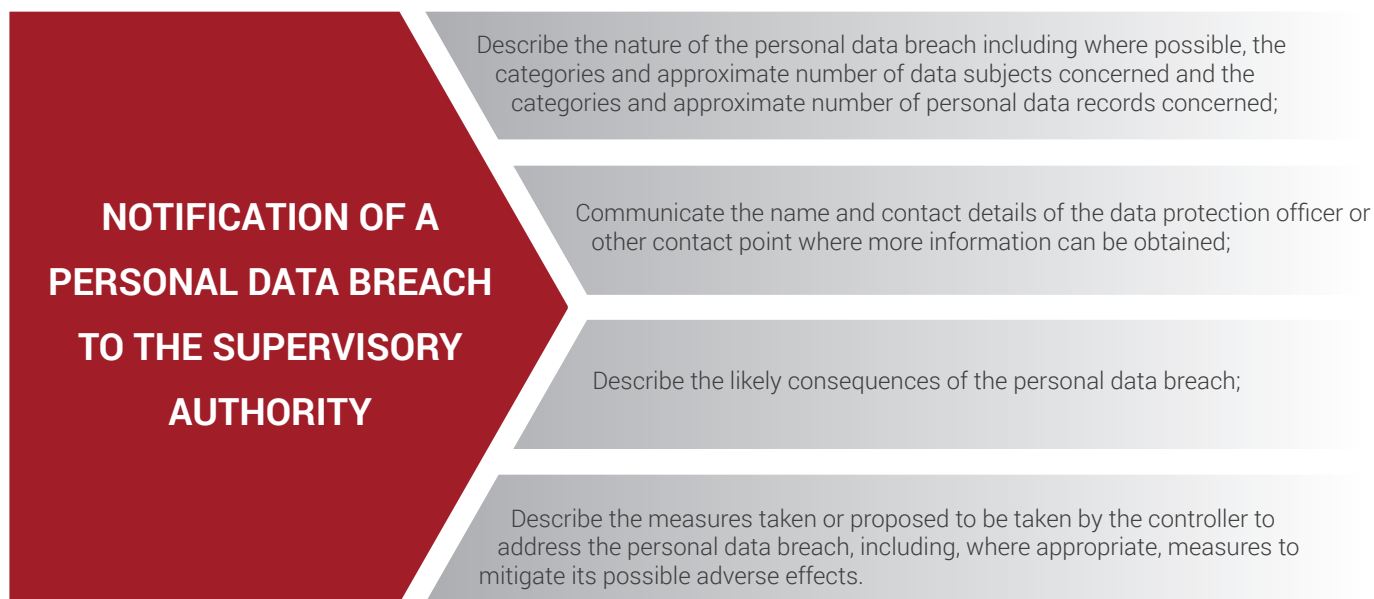 NOTIFICATION OF A
PERSONAL DATA BREACH
TO THE SUPERVISORY
AUTHORITY
Describe the nature of the personal data breach including where possible, the
categories and approximate number of data subjects concerned and the
categories and approximate number of personal data records concerned;
Communicate the name and contact details of the data protection officer or
other contact point where more information can be obtained;
Describe the likely consequences of the personal data breach;
Describe the measures taken or proposed to be taken by the controller to
address the personal data breach, including, where appropriate, measures to
mitigate its possible adverse effects.